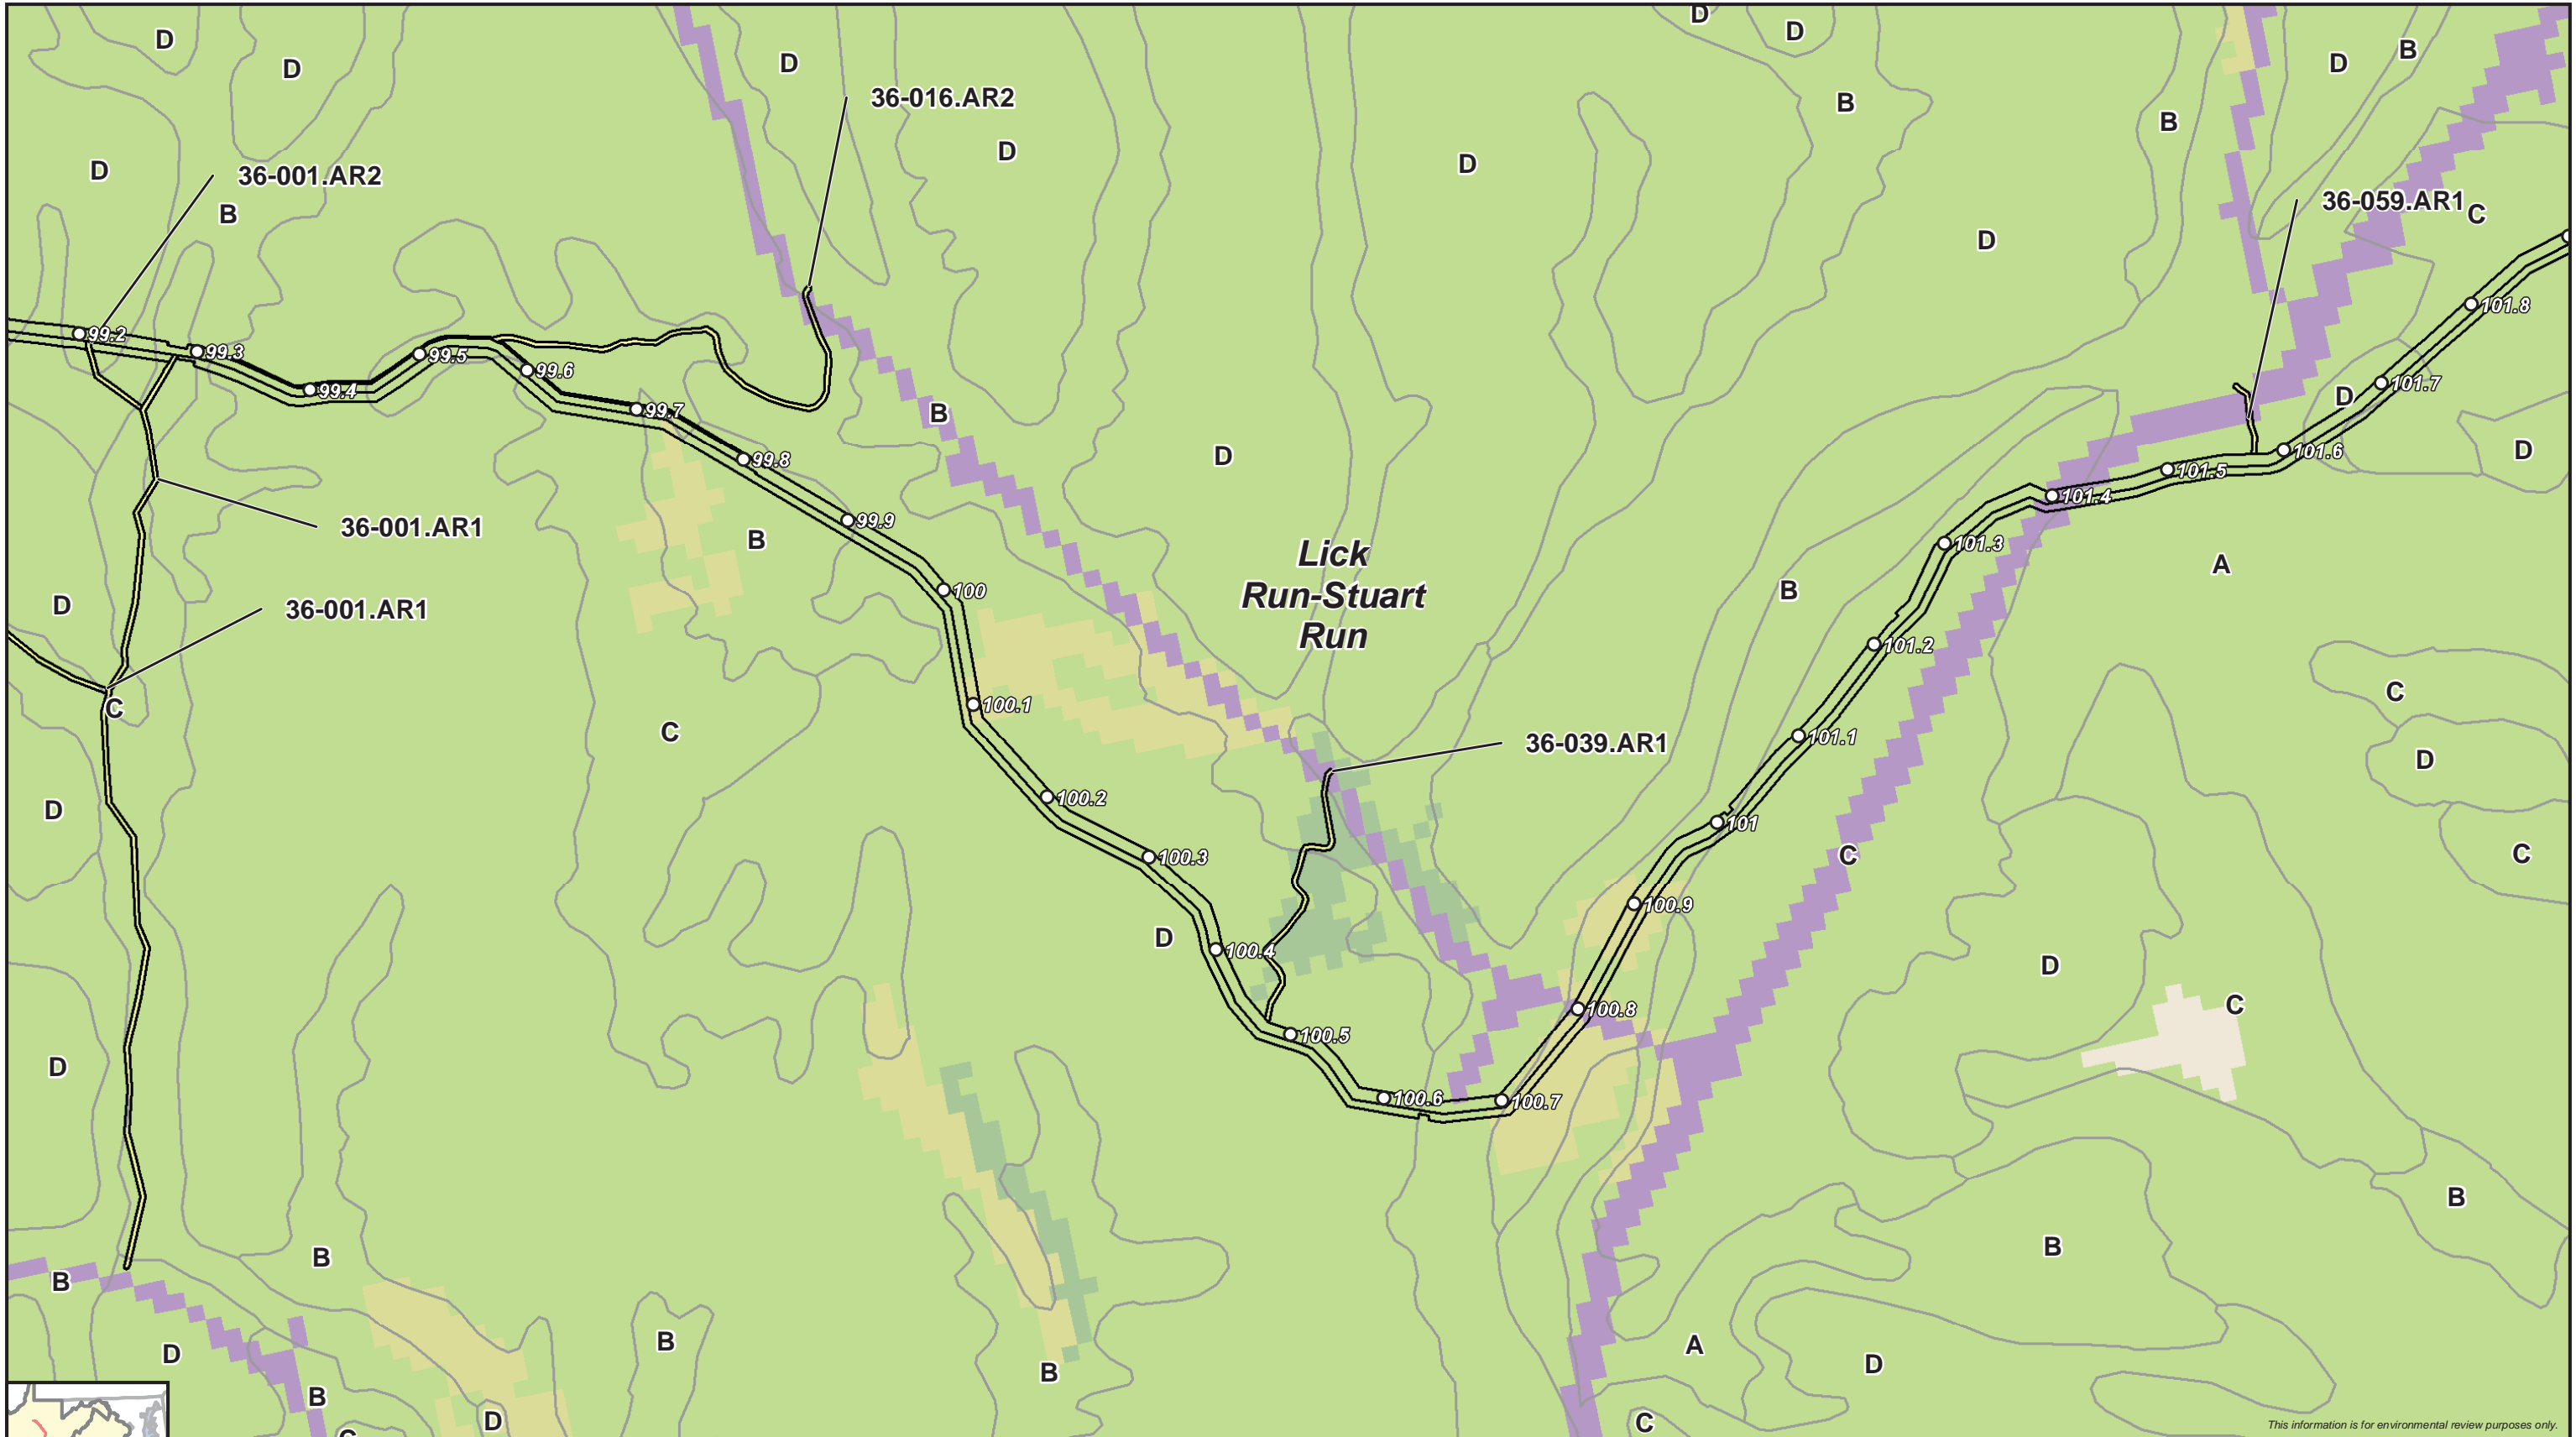 D
D
D
D
D
D
B
D
B
36-016.AR2
B
B
D
D
D
36-001.AR2
36-059.AR1
C
B
D
101.8
99.2
99.3
99.5
99.6
99.4
101.7
D
99.7
B
101.6
D
99.8
D
101.5
101.4
99.9
36-001.AR1
B
101.3
Lick
Run-Stuart
Run
A
100
B
D
36-001.AR1
101.2
C
C
100.1
C
101.1
36-039.AR1
D
100.2
D
101
100.3
C
C
100.9
D
100.4
D
C
100.8
100.5
D
100.6
100.7
B
B
B
B
B
D
B
A
D
B
B
D
C
C
This information is for environmental review purposes only.